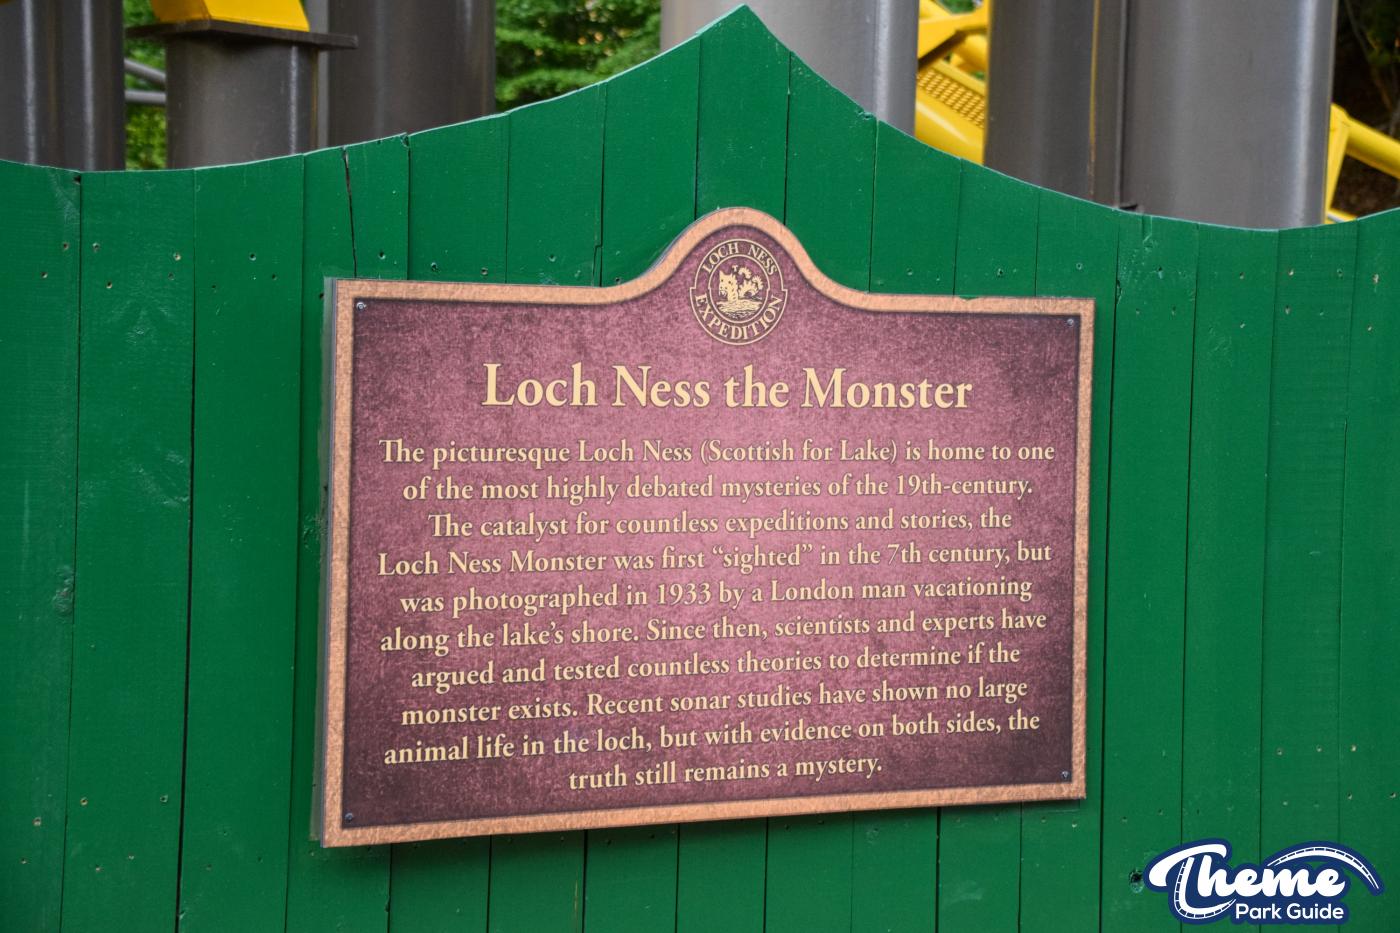 LOCH NESS
EXPEDITION
Loch Ness the Monster
The picturesque Loch Ness (Scottish for Lake) is home to one
of the most highly debated mysteries of the 19th-century.
The catalyst for countless expeditions and stories, the
Loch Ness Monster was first “sighted” in the 7th century, but
was photographed in 1933 by a London man vacationing
along the lake’s shore. Since then, scientists and experts have
argued and tested countless theories to determine if the
monster exists. Recent sonar studies have shown no large
animal life in the loch, but with evidence on both sides, the
truth still remains a mystery.
Theme
Park Guide